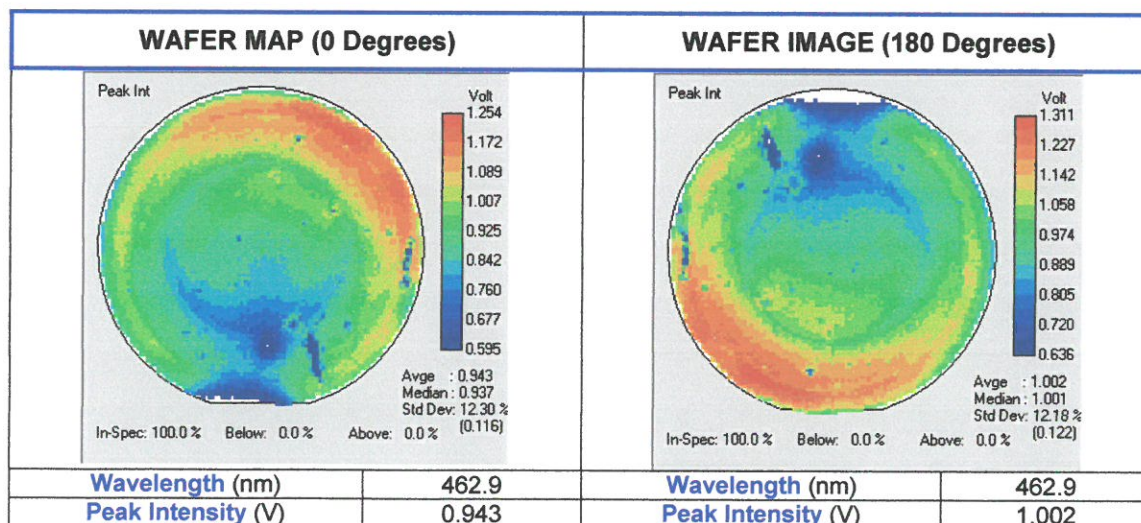 WAFER MAP (0 Degrees)
WAFER IMAGE (180 Degrees)
Peak Int
Volt
1.254
1.172
1.089
1.007
0.925
0.842
0.760
0.677
0.595
Avge : 0.943
Median : 0.937
Std Dev: 12.30 %
(0.116)
In-Spec: 100.0 % Below: 0.0 % Above: 0.0 %
Peak Int
Volt
1.311
1.227
1.142
1.058
0.974
0.889
0.805
0.720
0.636
Avge : 1.002
Median : 1.001
Std Dev: 12.18 %
(0.122)
In-Spec: 100.0 % Below: 0.0 % Above: 0.0 %
Wavelength (nm) 462.9
Wavelength (nm) 462.9
Peak Intensity (V) 0.943
Peak Intensity (V) 1.002